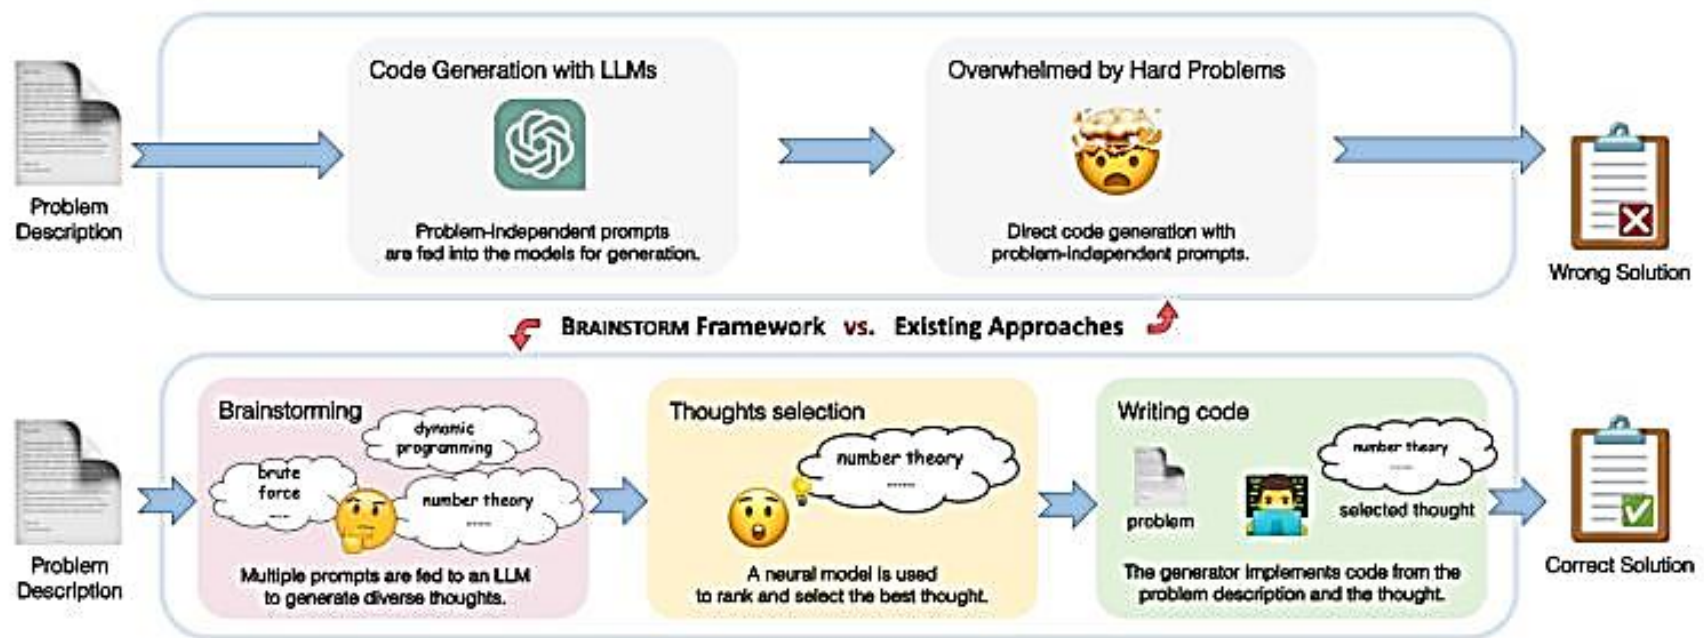 Code Generation with LLMs
Overwhelmed by Hard Problems
Problem
Description
Problem-independent prompts
are fed into the models for generation.
Direct code generation with
problem-independent prompts.
Wrong Solution
BRAINSTORM Framework vs. Existing Approaches
Brainstorming
dynamic
programming
brute
force
....
number theory
.....
Multiple prompts are fed to an LLM
to generate diverse thoughts.
Thoughts selection
number theory
......
A neural model is used
to rank and select the best thought.
Writing code
number theory
......
problem
selected thought
The generator implements code from the
problem description and the thought.
Problem
Description
Correct Solution